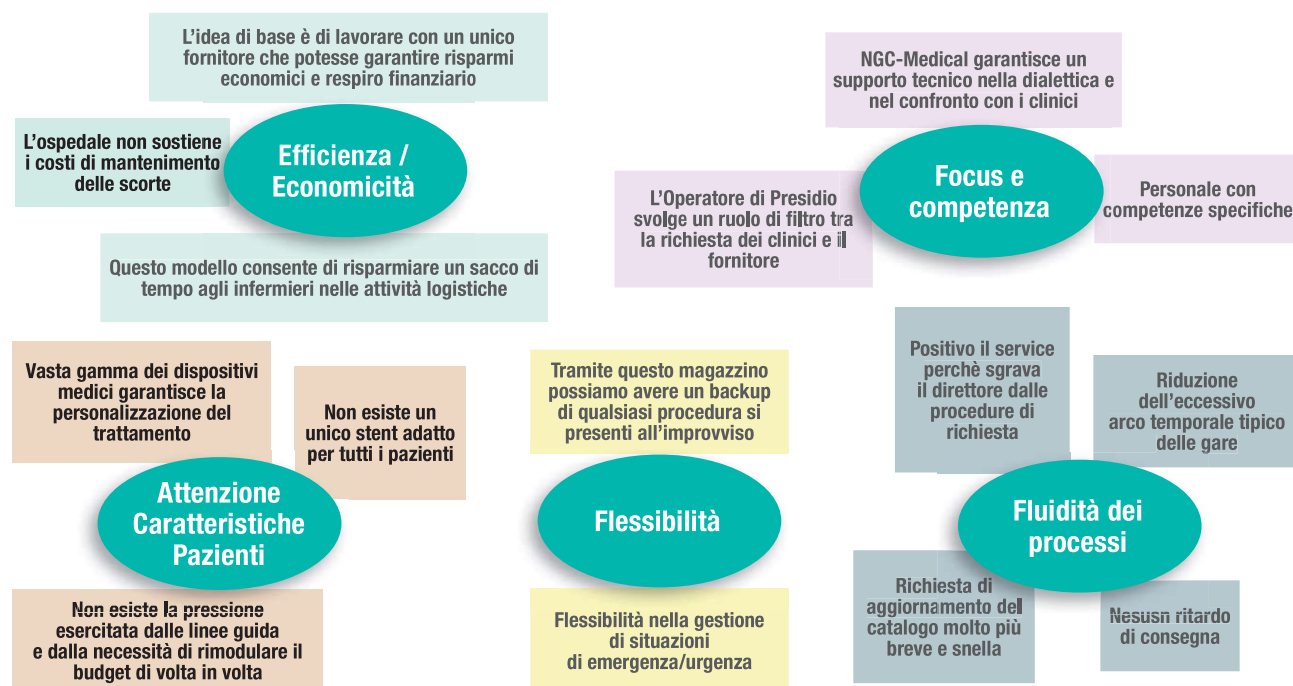 L'idea di base è di lavorare con un unico
fornitore che potesse garantire risparmi
economici e respiro finanziario
L'ospedale non sostiene
i costi di mantenimento
delle scorte
Efficienza /
Economicità
Questo modello consente di risparmiare un sacco di
tempo agli infermieri nelle attività logistiche
NGC-Medical garantisce un
supporto tecnico nella dialettica e
nel confronto con i clinici
Focus e
competenza
L'Operatore di Presidio
svolge un ruolo di filtro tra
la richiesta dei clinici e il
fornitore
Personale con
competenze specifiche
Vasta gamma dei dispositivi
medici garantisce la
personalizzazione del
trattamento
Non esiste un
unico stent adatto
per tutti i pazienti
Attenzione
Caratteristiche
Pazienti
Non esiste la pressione
esercitata dalle linee guida
e dalla necessità di rimodulare il
budget di volta in volta
Tramite questo magazzino
possiamo avere un backup
di qualsiasi procedura si
presenti all'improvviso
Flessibilità
Flessibilità nella gestione
di situazioni
di emergenza/urgenza
Positivo il service
perchè sgrava
il direttore dalle
procedure di
richiesta
Riduzione
dell'eccessivo
arco temporale tipico
delle gare
Fluidità dei
processi
Richiesta di
aggiornamento del
catalogo molto più
breve e snella
Nesusn ritardo
di consegna